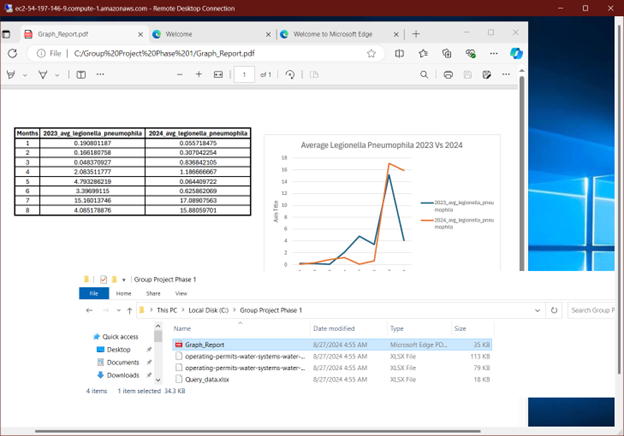 ec2-54-197-146-9.compute-1.amazonaws.com - Remote Desktop Connection
Graph_Report.pdf
Welcome
Welcome to Microsoft Edge
File
C:/Group%20Project%20Phase%201/Graph_Report.pdf
1 of 1
Months 2023_avg_legionella_pneumophila 2024_avg_legionella_pneumophila
1 0.190801187 0.055718475
2 0.166180758 0.307042254
3 0.048370927 0.836842105
4 2.083511777 1.186666667
5 4.793286219 0.064409722
6 3.39699115 0.625862069
7 15.16013746 17.08907563
8 4.085178876 15.88059701
Average Legionella Pneumophila 2023 Vs 2024
18
16
14
12
10
8
6
4
2
0
Axis Title
2023_avg_legionella_pneu
mophila
2024_avg_legionella_pneu
mophila
Group Project Phase 1
File Home Share View
This PC > Local Disk (C:) > Group Project Phase 1
Search Group P
Quick access
Desktop
Documents
Downloads
Name Date modified Type Size
Graph_Report 8/27/2024 4:55 AM Microsoft Edge PD... 35 KB
operating-permits-water-systems-water-... 8/27/2024 4:55 AM XLSX File 113 KB
operating-permits-water-systems-water-... 8/27/2024 4:55 AM XLSX File 79 KB
Query_data.xlsx 8/27/2024 4:55 AM XLSX File 18 KB
4 items 1 item selected 34.3 KB